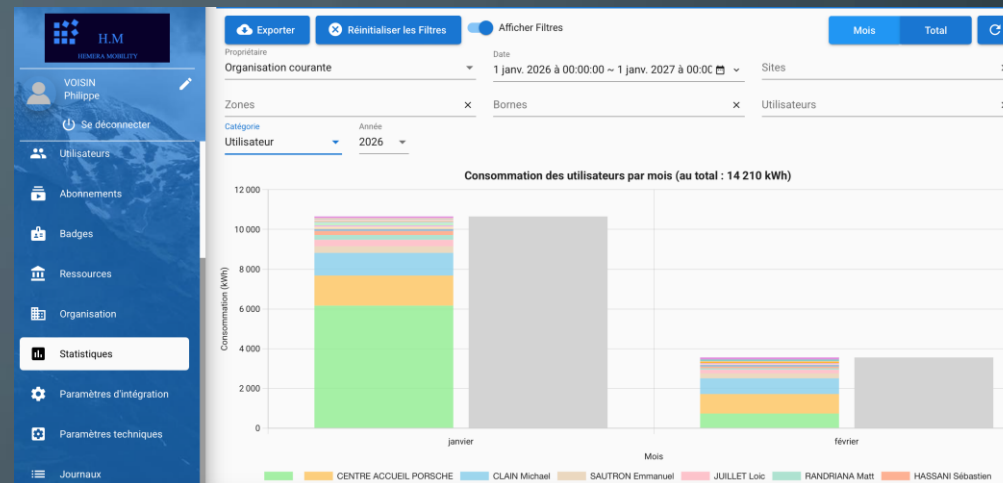 H.M
HEMERA MOBILITY
VOISIN
Philippe
Se déconnecter
Utilisateurs
Abonnements
Badges
Ressources
Organisation
Statistiques
Paramètres d'intégration
Paramètres techniques
Journaux
Exporter
Réinitialiser les Filtres
Afficher Filtres
Mois
Total
Propriétaire
Organisation courante
Date
1 janv. 2026 à 00:00:00 ~ 1 janv. 2027 à 00:0
Sites
Zones
Bornes
Utilisateurs
Catégorie
Utilisateur
Année
2026
Consommation des utilisateurs par mois (au total : 14 210 kWh)
Consommation (kWh)
12 000
10 000
8 000
6 000
4 000
2 000
0
janvier
février
Mois
CENTRE ACCUEIL PORSCHE
CLAIN Michael
SAUTRON Emmanuel
JUILLET Loic
RANDRIANA Matt
HASSANI Sébastien